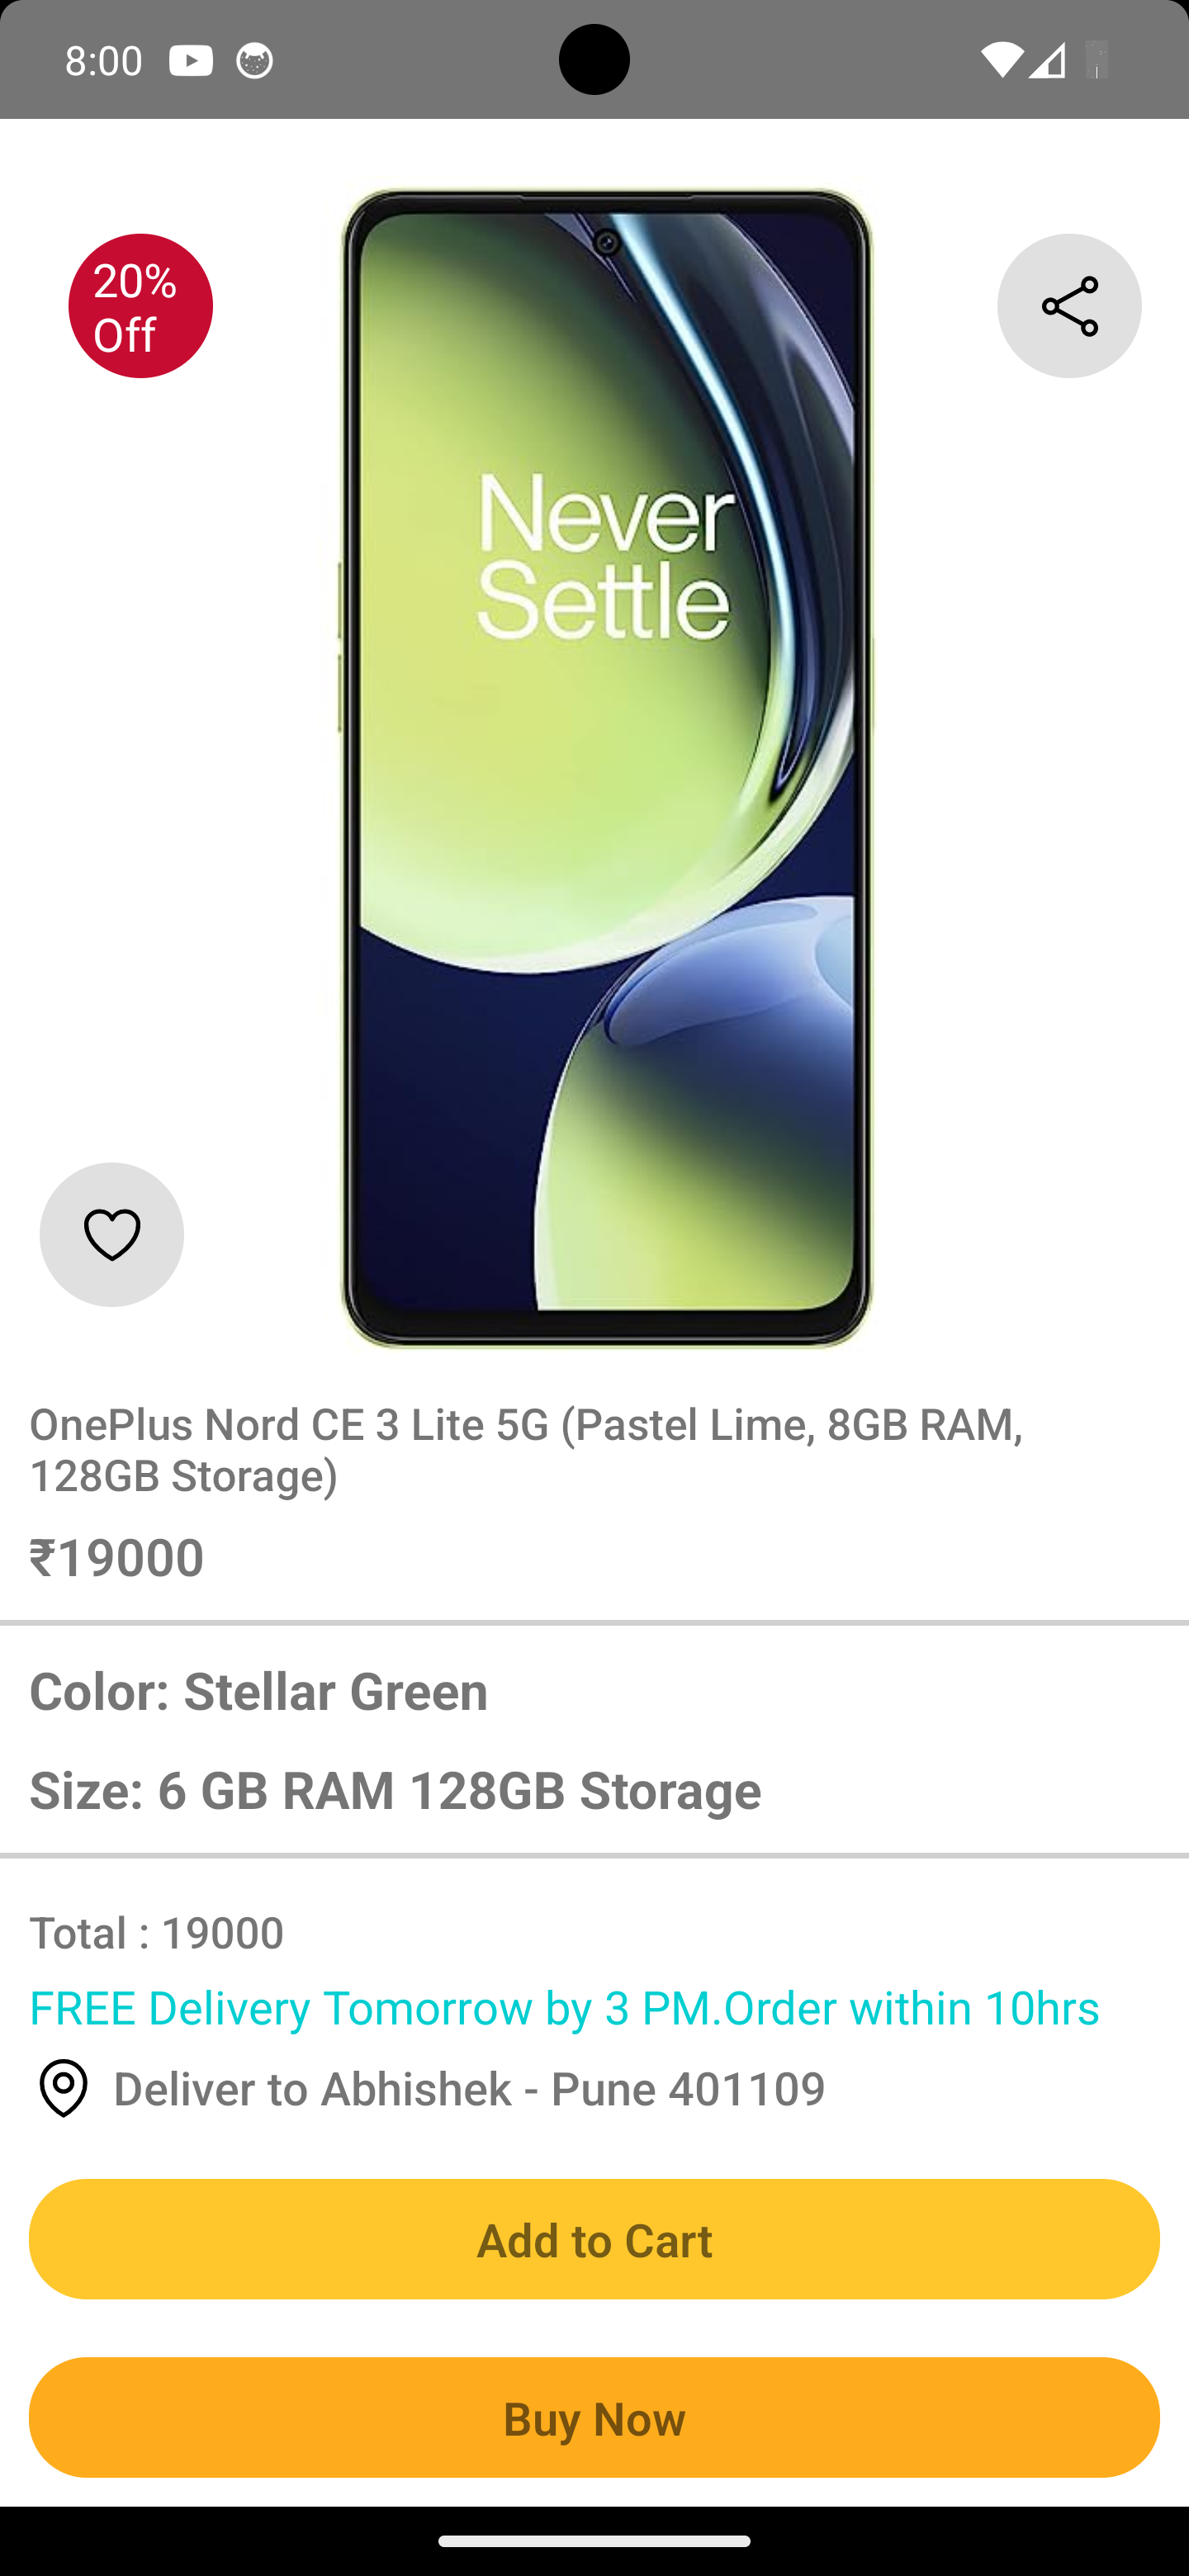 8:00
20%
Off
Never
Settle
OnePlus Nord CE 3 Lite 5G (Pastel Lime, 8GB RAM,
128GB Storage)
₹19000
Color: Stellar Green
Size: 6 GB RAM 128GB Storage
Total : 19000
FREE Delivery Tomorrow by 3 PM.Order within 10hrs
Deliver to Abhishek - Pune 401109
Add to Cart
Buy Now